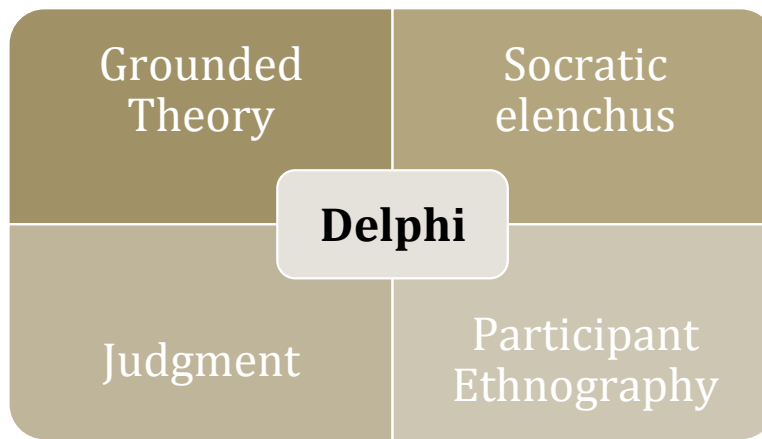 Grounded
Theory
Socratic
elenchus
Delphi
Judgment
Participant
Ethnography